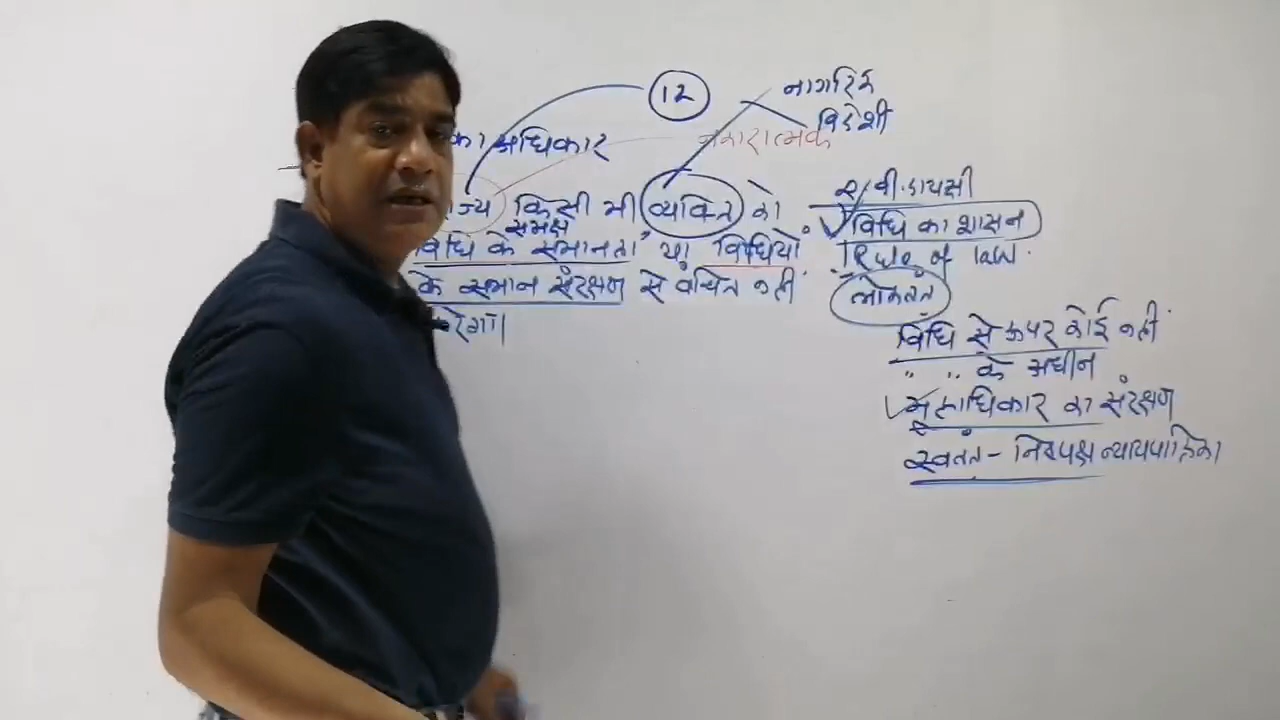 12
नागरिक
विदेशी
का अधिकार
नकारात्मक
राज्य किसी भी व्यक्ति को
समक्ष
विधि के समानता, या विधियों
के समान संरक्षण से वंचित नहीं
करेगा।
ए वी. डायसी
विधि का शासन
Rule of law.
लोकतंत्र
विधि से ऊपर कोई नहीं
" " के अधीन
मूलाधिकार का संरक्षण
स्वतंत्र - निष्पक्ष न्यायपालिका